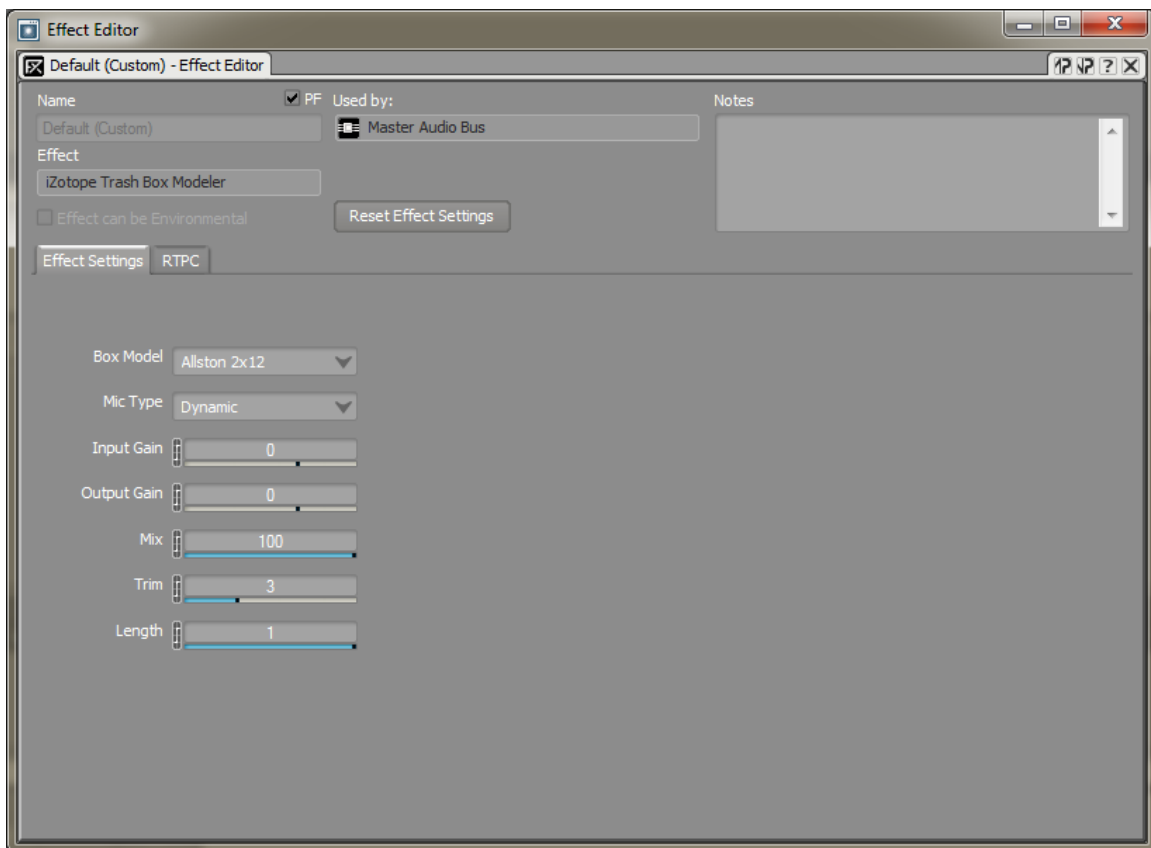 Effect Editor
Default (Custom) - Effect Editor
Name
PF
Used by:
Notes
Default (Custom)
Master Audio Bus
Effect
iZotope Trash Box Modeler
Effect can be Environmental
Reset Effect Settings
Effect Settings
RTPC
Box Model
Allston 2x12
Mic Type
Dynamic
Input Gain
0
Output Gain
0
Mix
100
Trim
3
Length
1